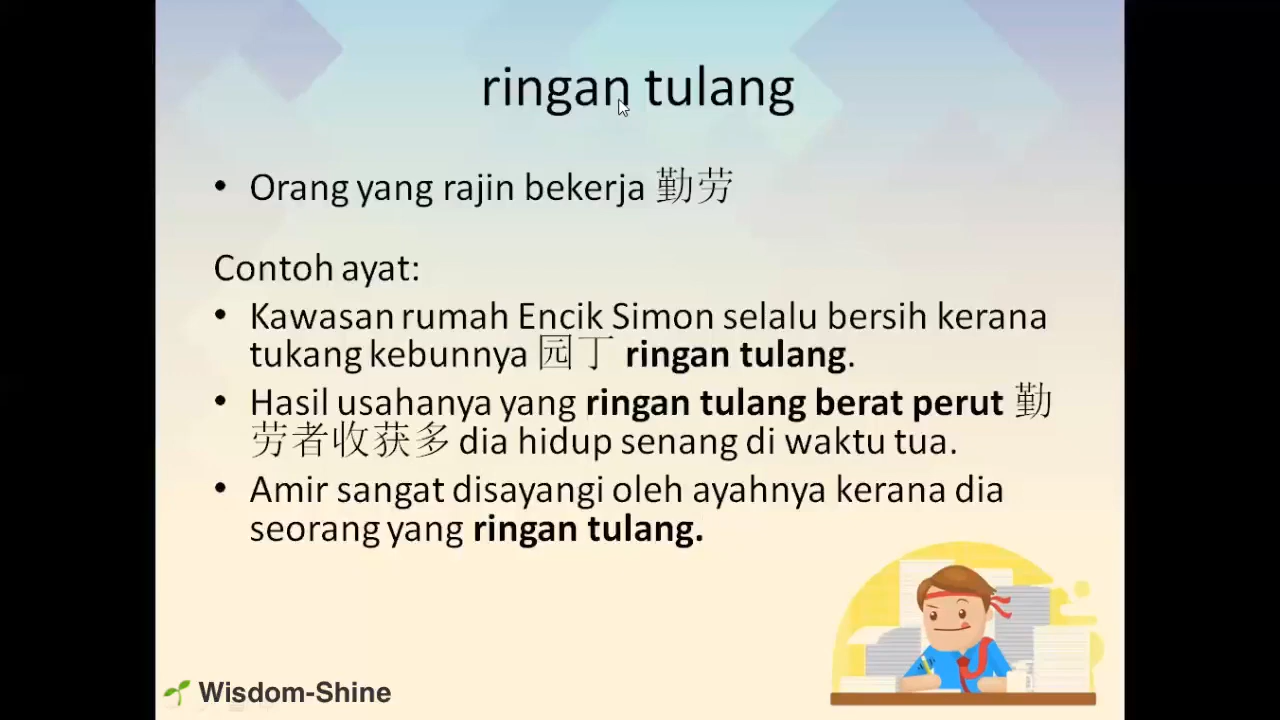 ringan tulang
• Orang yang rajin bekerja 勤劳
Contoh ayat:
• Kawasan rumah Encik Simon selalu bersih kerana
tukang kebunnya 园丁 ringan tulang.
• Hasil usahanya yang ringan tulang berat perut 勤
劳者收获多 dia hidup senang di waktu tua.
• Amir sangat disayangi oleh ayahnya kerana dia
seorang yang ringan tulang.
Wisdom-Shine